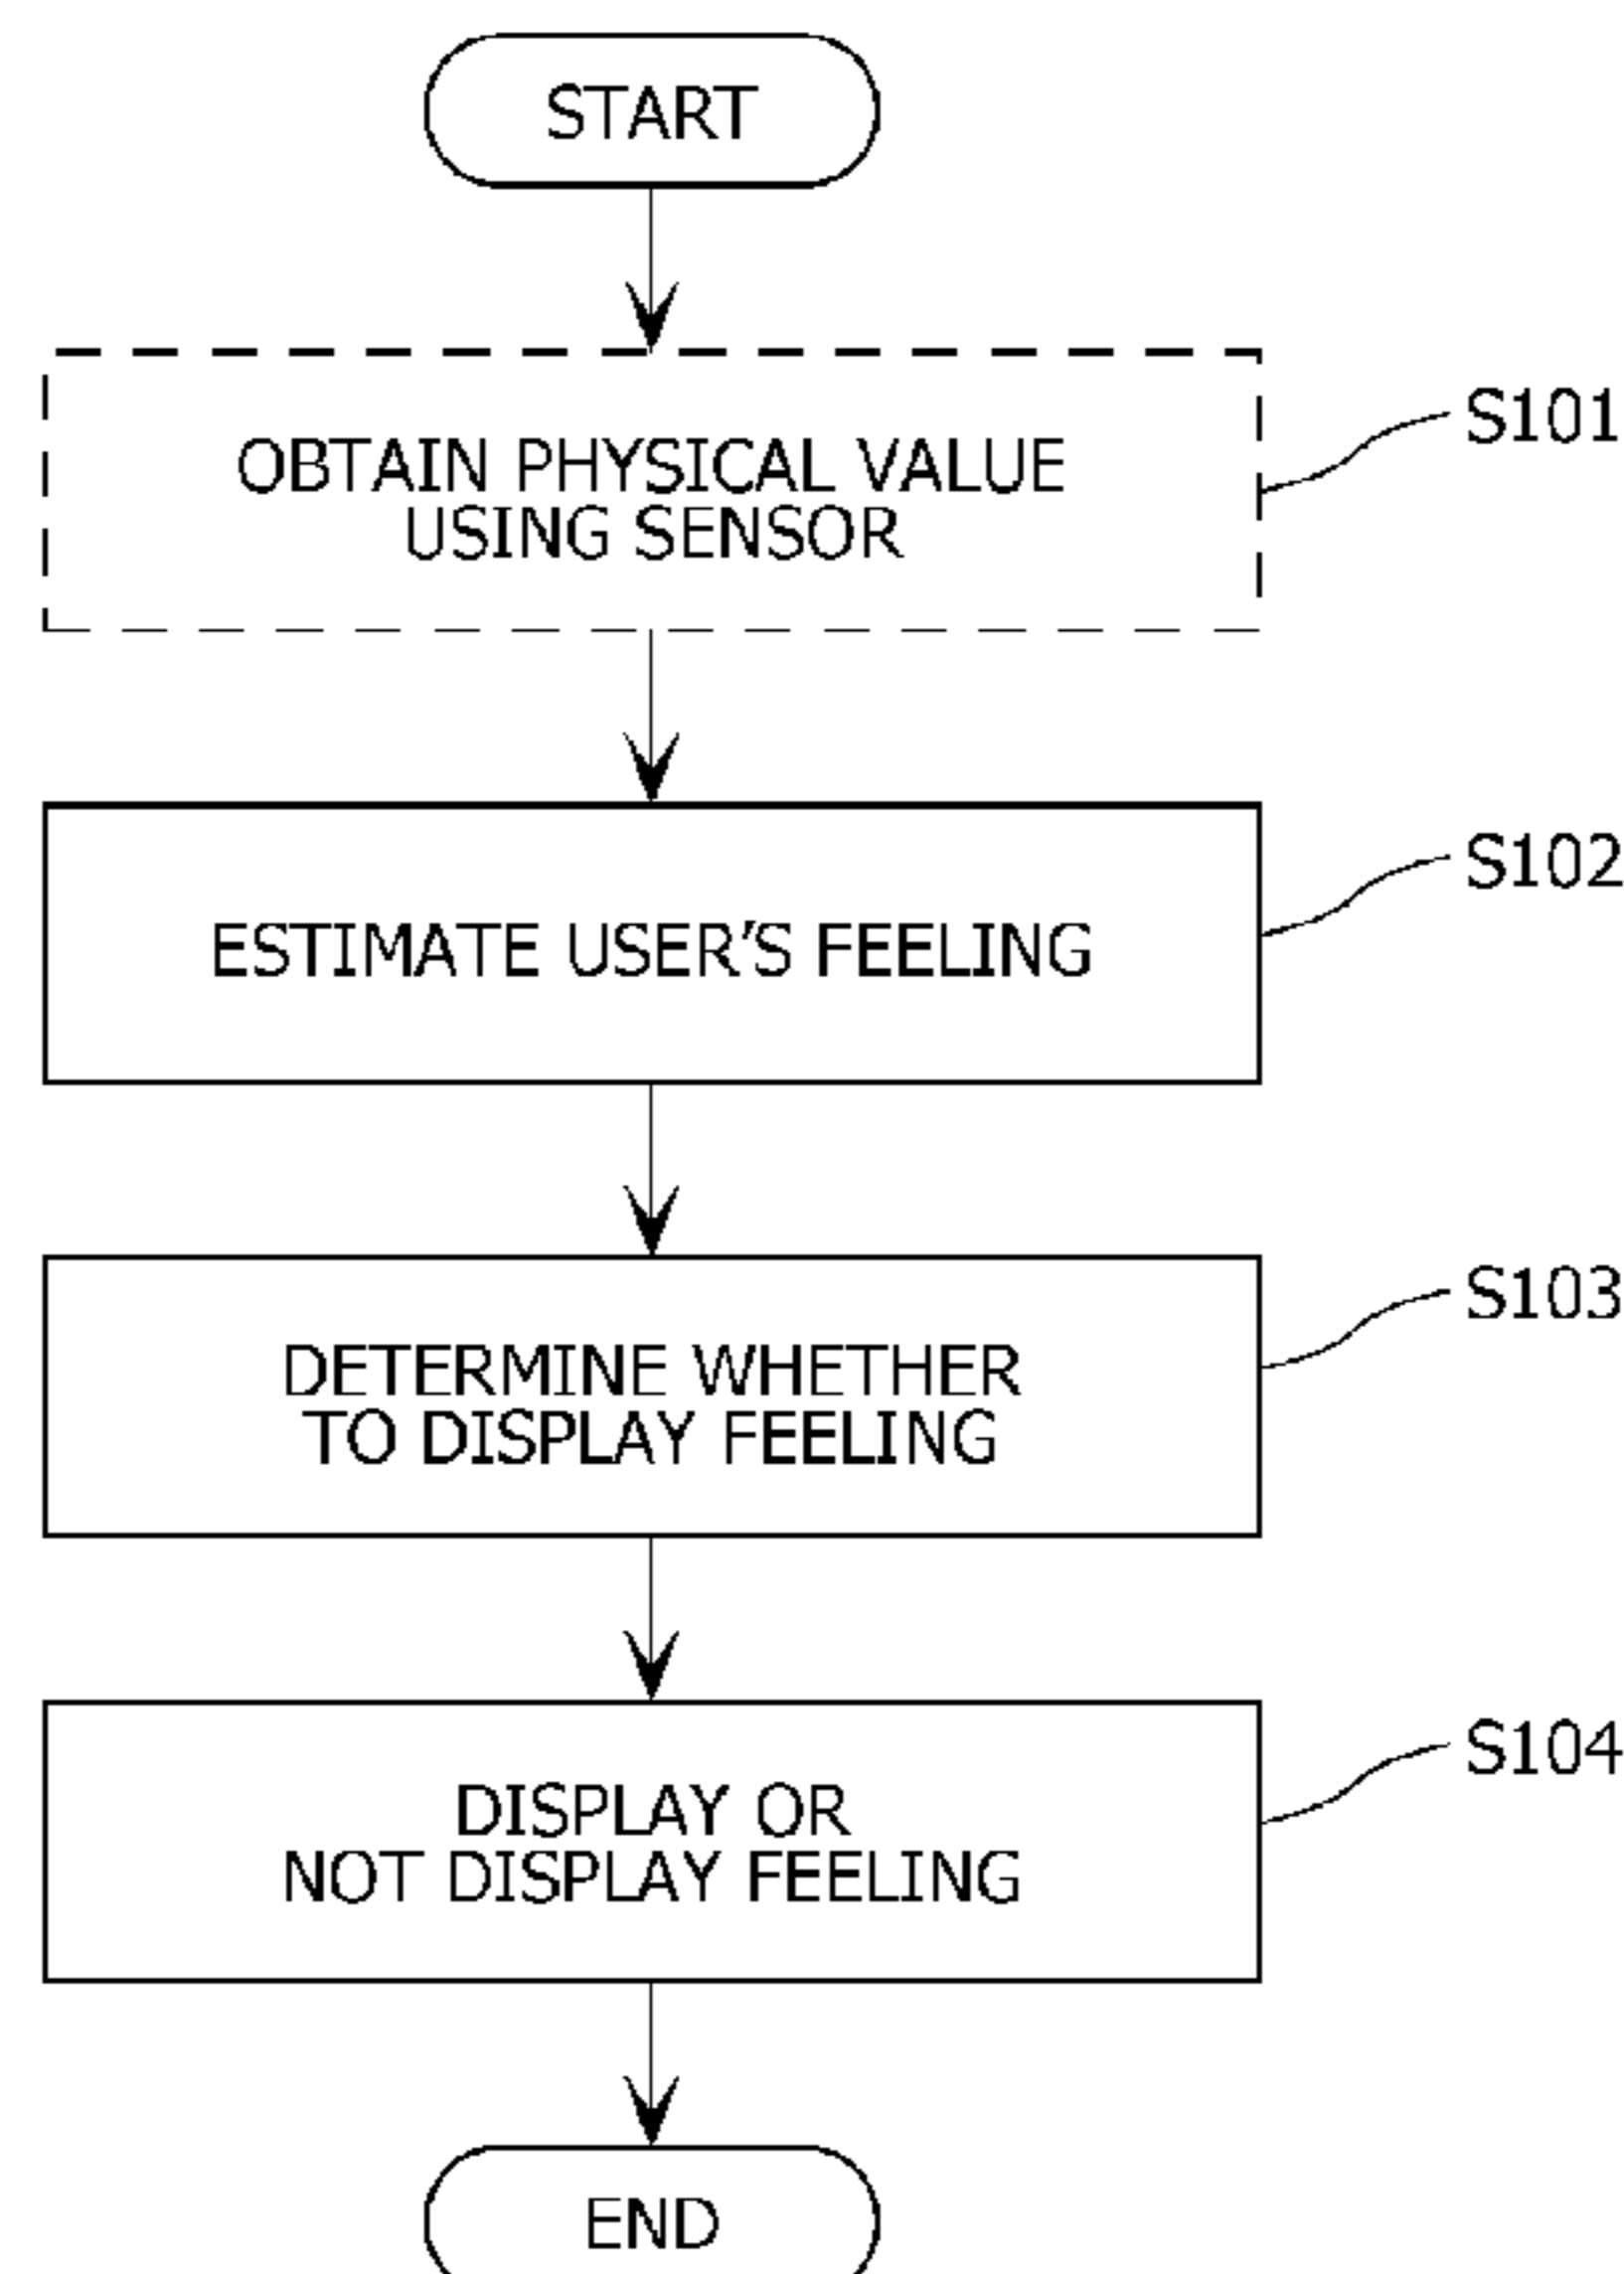 START
OBTAIN PHYSICAL VALUE
USING SENSOR
S101
ESTIMATE USER'S FEELING
S102
DETERMINE WHETHER
TO DISPLAY FEELING
S103
DISPLAY OR
NOT DISPLAY FEELING
S104
END